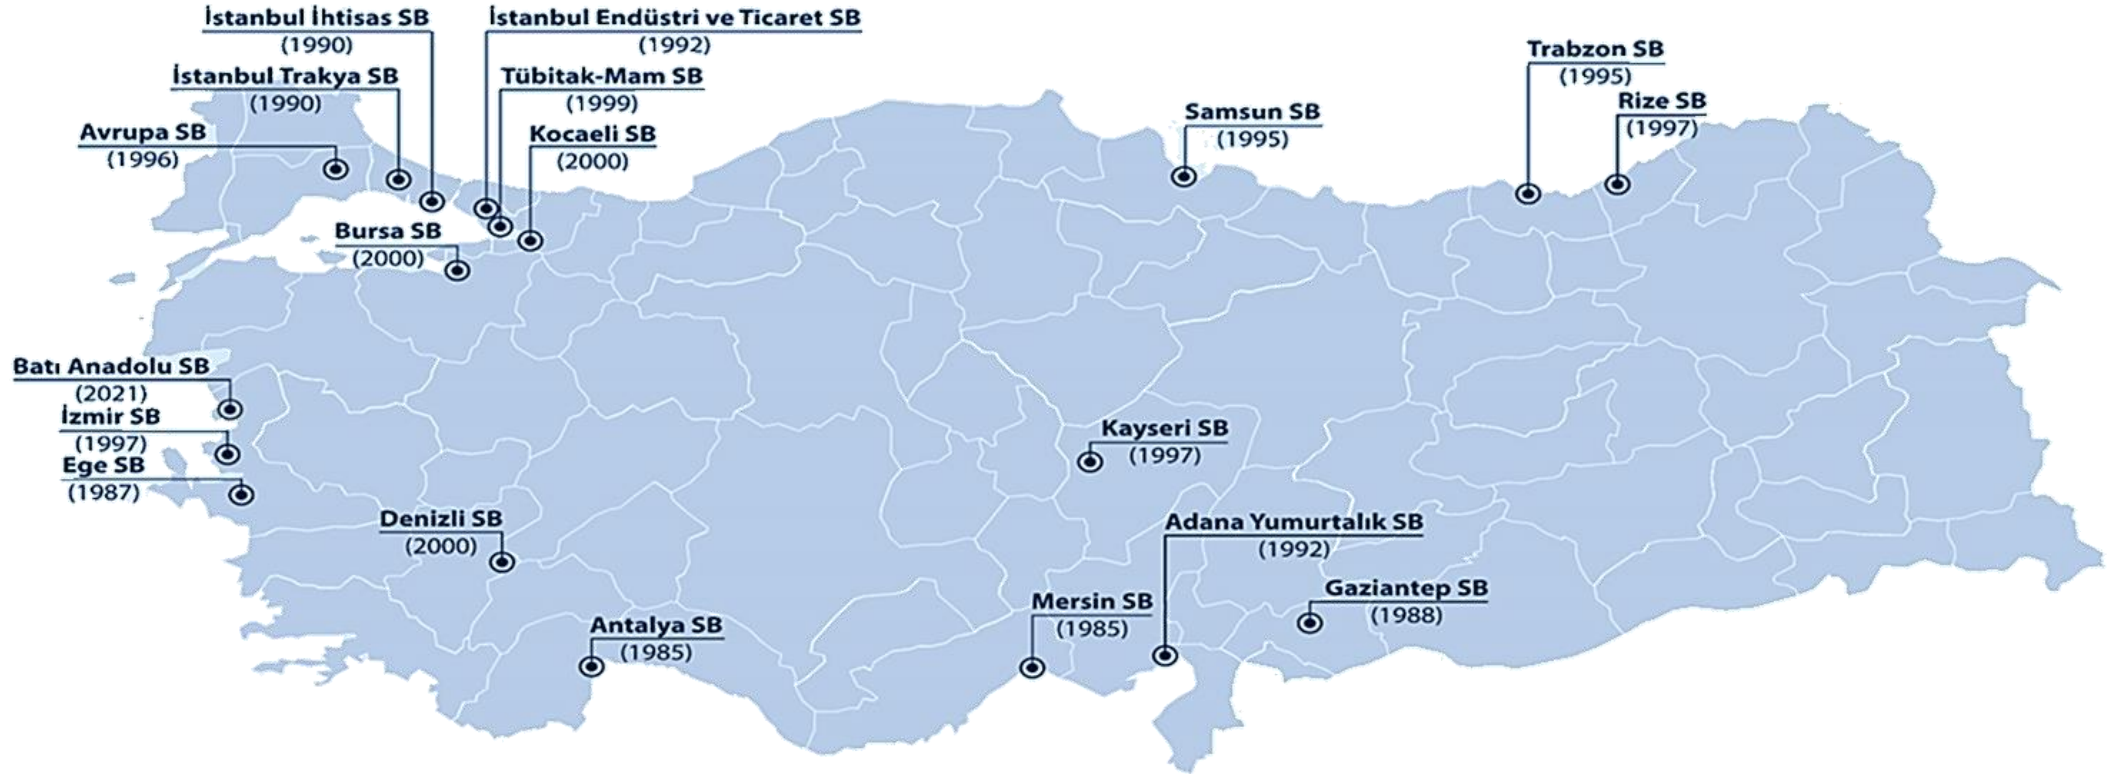 İstanbul İhtisas SB
(1990)
İstanbul Endüstri ve Ticaret SB
(1992)
İstanbul Trakya SB
(1990)
Tübitak-Mam SB
(1999)
Avrupa SB
(1996)
Kocaeli SB
(2000)
Trabzon SB
(1995)
Rize SB
(1997)
Samsun SB
(1995)
Bursa SB
(2000)
Batı Anadolu SB
(2021)
İzmir SB
(1997)
Ege SB
(1987)
Kayseri SB
(1997)
Denizli SB
(2000)
Adana Yumurtalık SB
(1992)
Gaziantep SB
(1988)
Mersin SB
(1985)
Antalya SB
(1985)